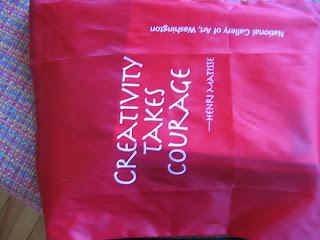 CREATIVITY
TAKES
COURAGE
—HENRI MATISSE
National Gallery of Art, Washington